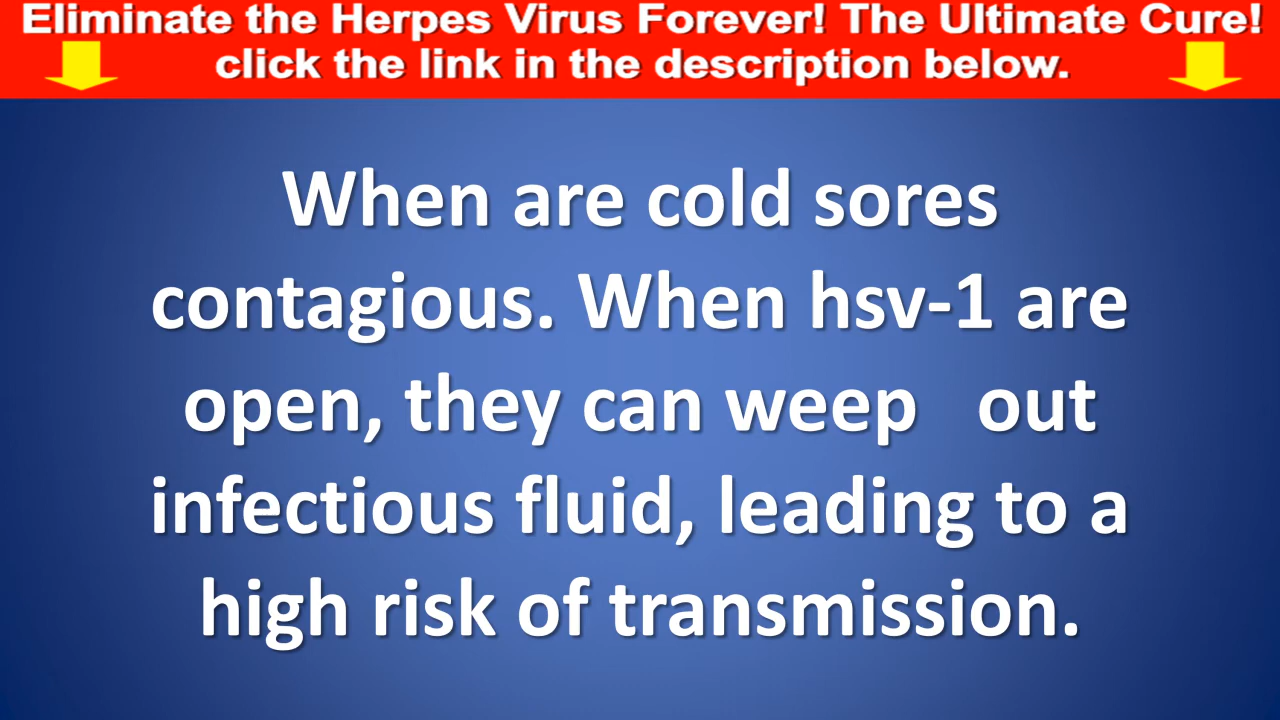 Eliminate the Herpes Virus Forever! The Ultimate Cure!
click the link in the description below.
When are cold sores
contagious. When hsv-1 are
open, they can weep   out
infectious fluid, leading to a
high risk of transmission.